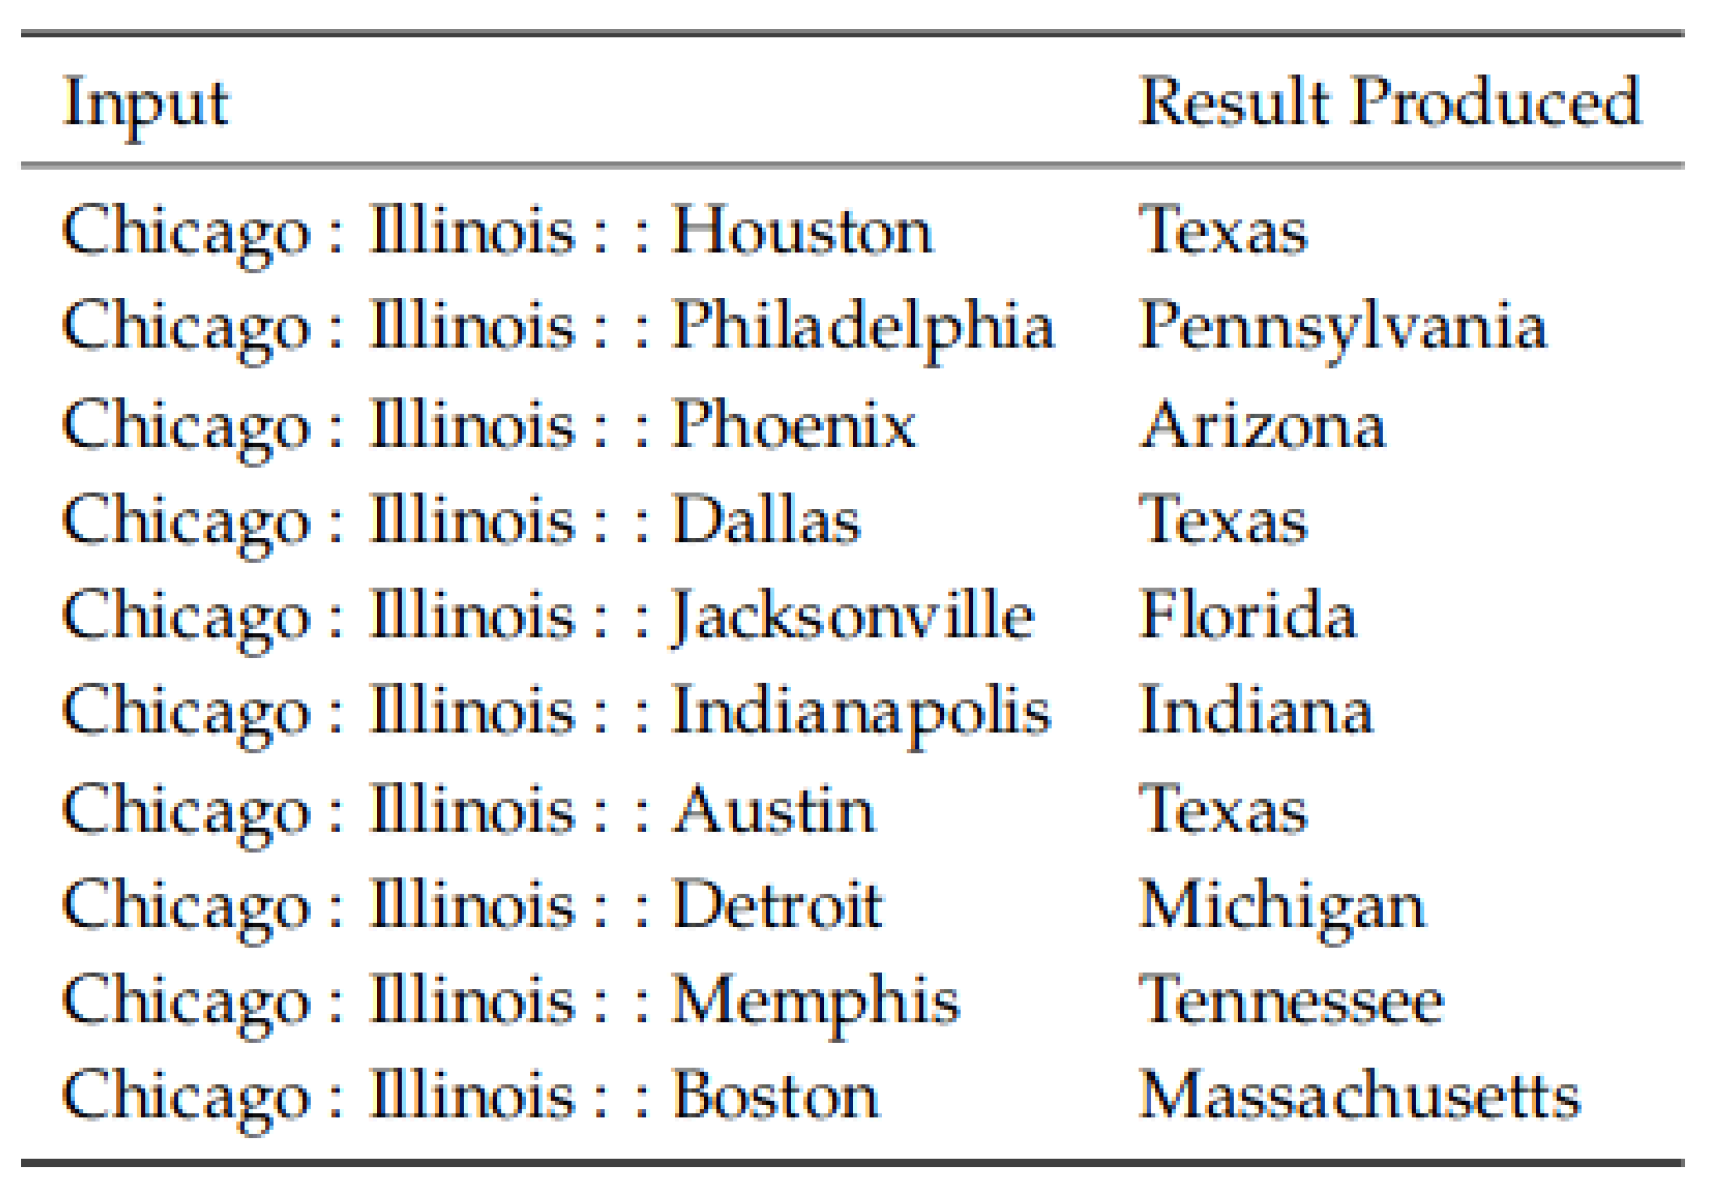 Input Result Produced
Chicago : Illinois : : Houston Texas
Chicago : Illinois : : Philadelphia Pennsylvania
Chicago : Illinois : : Phoenix Arizona
Chicago : Illinois : : Dallas Texas
Chicago : Illinois : : Jacksonville Florida
Chicago : Illinois : : Indianapolis Indiana
Chicago : Illinois : : Austin Texas
Chicago : Illinois : : Detroit Michigan
Chicago : Illinois : : Memphis Tennessee
Chicago : Illinois : : Boston Massachusetts